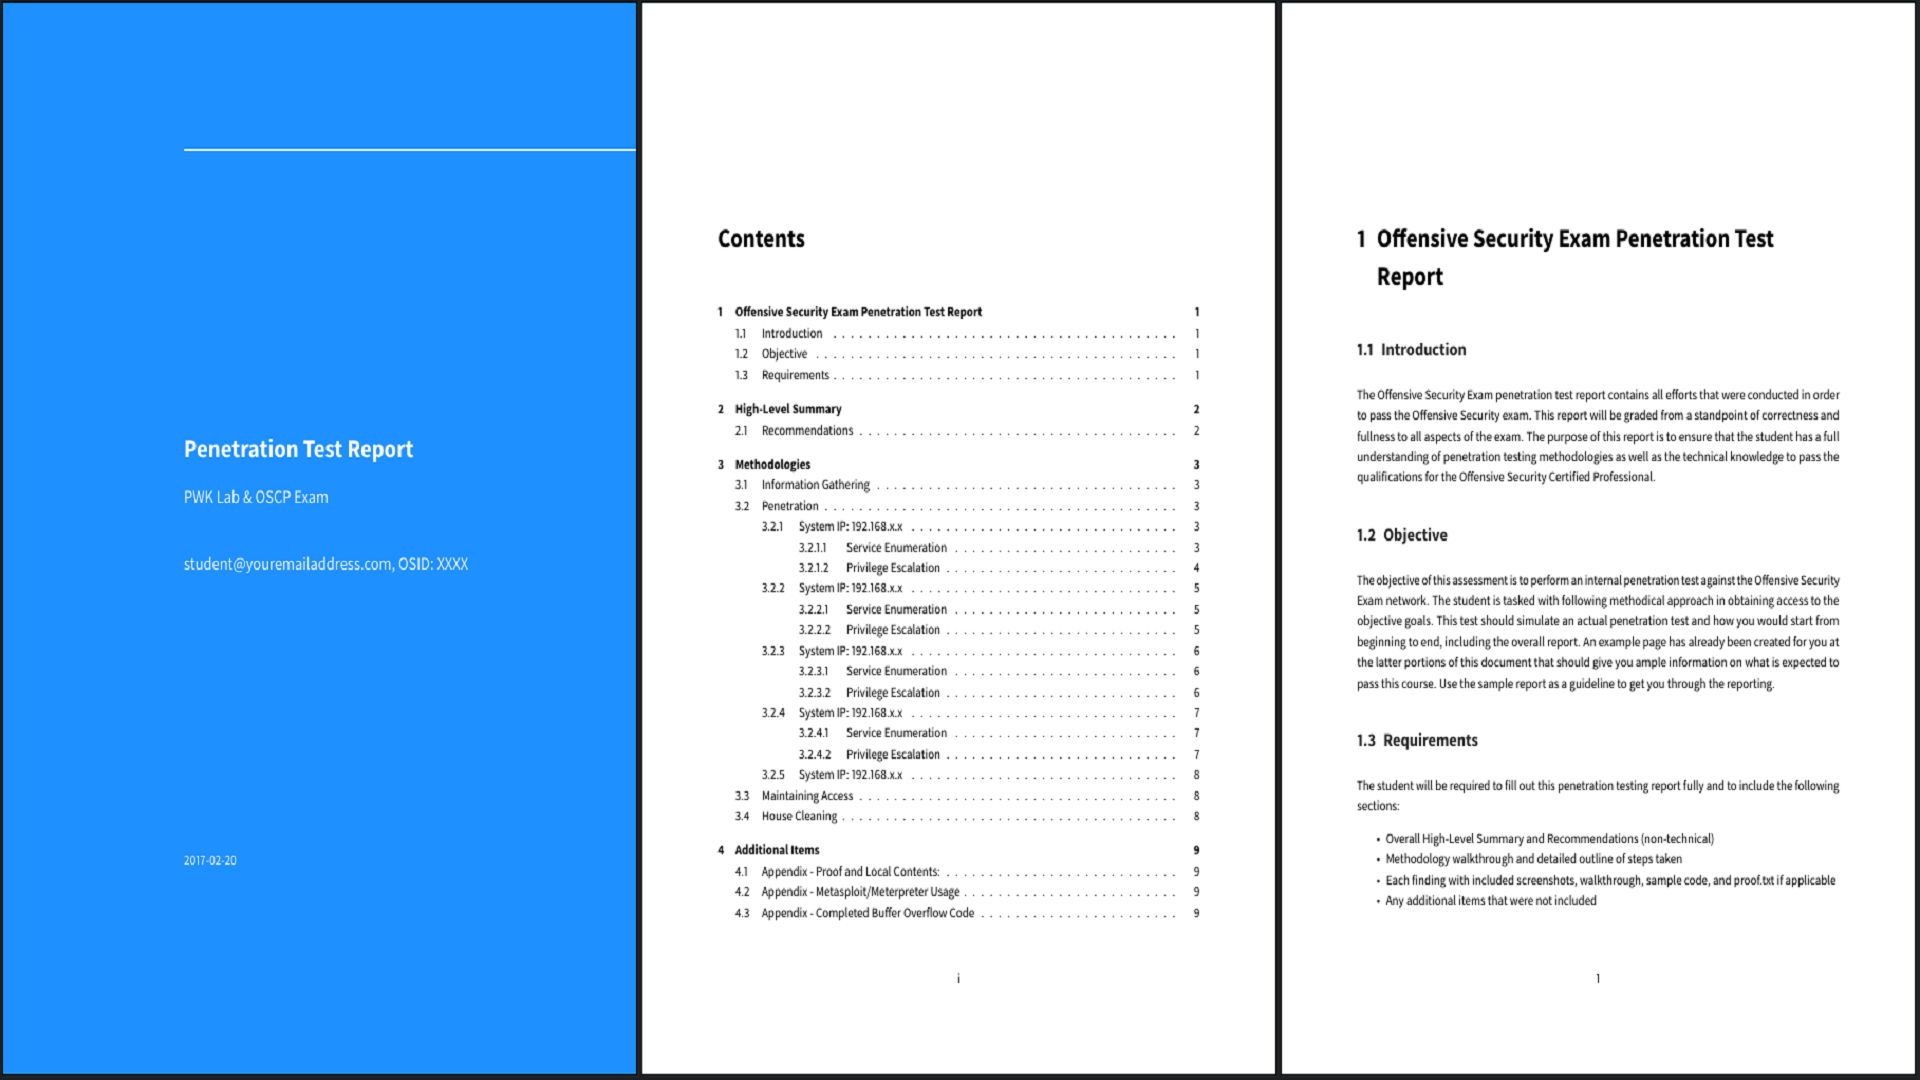 Penetration Test Report
PWK Lab & OSCP Exam
student@youremailaddress.com, OSID: XXXX
2017-02-20
Contents
1 Offensive Security Exam Penetration Test Report 1
1.1 Introduction . . . . . . . . . . . . . . . . . . . . . . . . . . . . . . . . . . . . . . . 1
1.2 Objective . . . . . . . . . . . . . . . . . . . . . . . . . . . . . . . . . . . . . . . . . 1
1.3 Requirements . . . . . . . . . . . . . . . . . . . . . . . . . . . . . . . . . . . . . . . 1
2 High-Level Summary 2
2.1 Recommendations . . . . . . . . . . . . . . . . . . . . . . . . . . . . . . . . . . . . 2
3 Methodologies 3
3.1 Information Gathering . . . . . . . . . . . . . . . . . . . . . . . . . . . . . . . . . . 3
3.2 Penetration . . . . . . . . . . . . . . . . . . . . . . . . . . . . . . . . . . . . . . . . 3
3.2.1 System IP: 192.168.x.x . . . . . . . . . . . . . . . . . . . . . . . . . . . . . . 3
3.2.1.1 Service Enumeration . . . . . . . . . . . . . . . . . . . . . . . . . 3
3.2.1.2 Privilege Escalation . . . . . . . . . . . . . . . . . . . . . . . . . . 4
3.2.2 System IP: 192.168.x.x . . . . . . . . . . . . . . . . . . . . . . . . . . . . . . 5
3.2.2.1 Service Enumeration . . . . . . . . . . . . . . . . . . . . . . . . . 5
3.2.2.2 Privilege Escalation . . . . . . . . . . . . . . . . . . . . . . . . . . 5
3.2.3 System IP: 192.168.x.x . . . . . . . . . . . . . . . . . . . . . . . . . . . . . . 6
3.2.3.1 Service Enumeration . . . . . . . . . . . . . . . . . . . . . . . . . 6
3.2.3.2 Privilege Escalation . . . . . . . . . . . . . . . . . . . . . . . . . . 6
3.2.4 System IP: 192.168.x.x . . . . . . . . . . . . . . . . . . . . . . . . . . . . . . 7
3.2.4.1 Service Enumeration . . . . . . . . . . . . . . . . . . . . . . . . . 7
3.2.4.2 Privilege Escalation . . . . . . . . . . . . . . . . . . . . . . . . . . 7
3.2.5 System IP: 192.168.x.x . . . . . . . . . . . . . . . . . . . . . . . . . . . . . . 8
3.3 Maintaining Access . . . . . . . . . . . . . . . . . . . . . . . . . . . . . . . . . . . . 8
3.4 House Cleaning . . . . . . . . . . . . . . . . . . . . . . . . . . . . . . . . . . . . . . 8
4 Additional Items 9
4.1 Appendix - Proof and Local Contents: . . . . . . . . . . . . . . . . . . . . . . . . . . 9
4.2 Appendix - Metasploit/Meterpreter Usage . . . . . . . . . . . . . . . . . . . . . . . . 9
4.3 Appendix - Completed Buffer Overflow Code . . . . . . . . . . . . . . . . . . . . . . 9
i
1 Offensive Security Exam Penetration Test
Report
1.1 Introduction
The Offensive Security Exam penetration test report contains all efforts that were conducted in order
to pass the Offensive Security exam. This report will be graded from a standpoint of correctness and
fullness to all aspects of the exam. The purpose of this report is to ensure that the student has a full
understanding of penetration testing methodologies as well as the technical knowledge to pass the
qualifications for the Offensive Security Certified Professional.
1.2 Objective
The objective of this assessment is to perform an internal penetration test against the Offensive Security
Exam network. The student is tasked with following methodical approach in obtaining access to the
objective goals. This test should simulate an actual penetration test and how you would start from
beginning to end, including the overall report. An example page has already been created for you at
the latter portions of this document that should give you ample information on what is expected to
pass this course. Use the sample report as a guideline to get you through the reporting.
1.3 Requirements
The student will be required to fill out this penetration testing report fully and to include the following
sections:
• Overall High-Level Summary and Recommendations (non-technical)
• Methodology walkthrough and detailed outline of steps taken
• Each finding with included screenshots, walkthrough, sample code, and proof.txt if applicable
• Any additional items that were not included
1